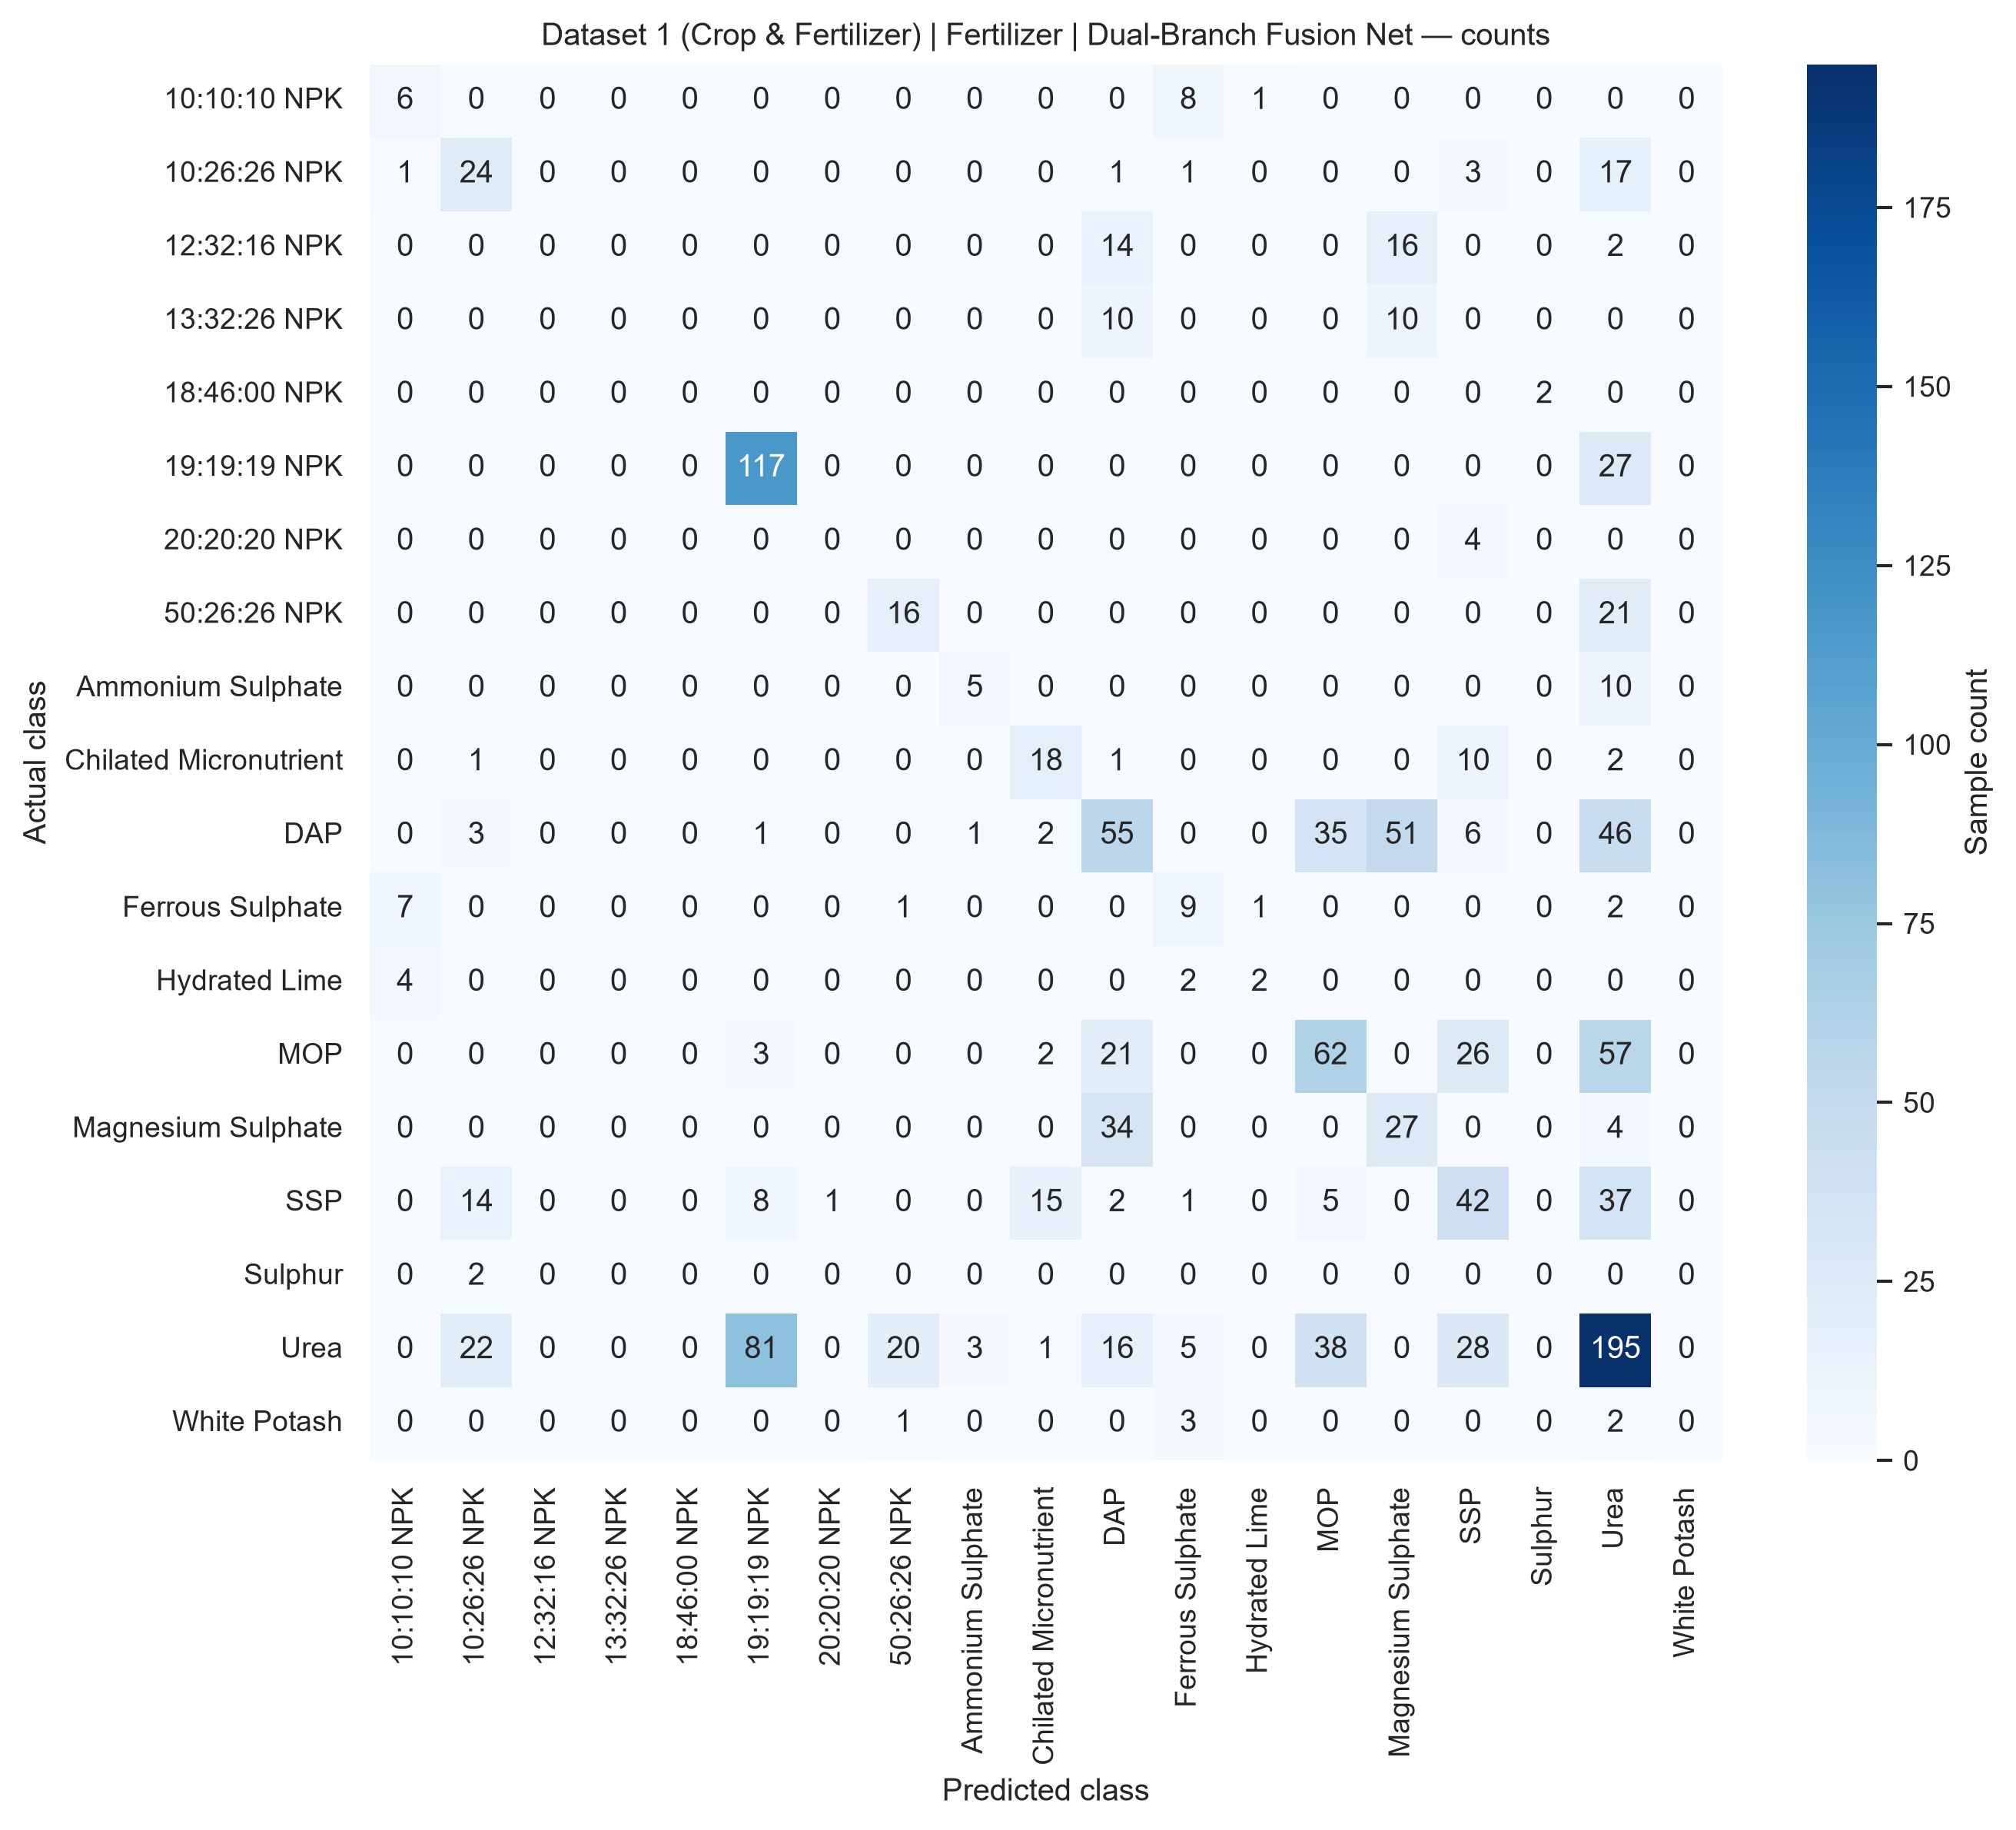 Dataset 1 (Crop & Fertilizer) | Fertilizer | Dual-Branch Fusion Net — counts
10:10:10 NPK 6 0 0 0 0 0 0 0 0 0 0 8 1 0 0 0 0 0 0
10:26:26 NPK 1 24 0 0 0 0 0 0 0 0 1 1 0 0 0 3 0 17 0
12:32:16 NPK 0 0 0 0 0 0 0 0 0 0 14 0 0 0 16 0 0 2 0
13:32:26 NPK 0 0 0 0 0 0 0 0 0 0 10 0 0 0 10 0 0 0 0
18:46:00 NPK 0 0 0 0 0 0 0 0 0 0 0 0 0 0 0 0 2 0 0
19:19:19 NPK 0 0 0 0 0 117 0 0 0 0 0 0 0 0 0 0 0 27 0
20:20:20 NPK 0 0 0 0 0 0 0 0 0 0 0 0 0 0 0 4 0 0 0
50:26:26 NPK 0 0 0 0 0 0 0 16 0 0 0 0 0 0 0 0 0 21 0
Ammonium Sulphate 0 0 0 0 0 0 0 0 5 0 0 0 0 0 0 0 0 10 0
Chilated Micronutrient 0 1 0 0 0 0 0 0 0 18 1 0 0 0 0 10 0 2 0
DAP 0 3 0 0 0 1 0 0 1 2 55 0 0 35 51 6 0 46 0
Ferrous Sulphate 7 0 0 0 0 0 0 1 0 0 0 9 1 0 0 0 0 2 0
Hydrated Lime 4 0 0 0 0 0 0 0 0 0 0 2 2 0 0 0 0 0 0
MOP 0 0 0 0 0 3 0 0 0 2 21 0 0 62 0 26 0 57 0
Magnesium Sulphate 0 0 0 0 0 0 0 0 0 0 34 0 0 0 27 0 0 4 0
SSP 0 14 0 0 0 8 1 0 0 15 2 1 0 5 0 42 0 37 0
Sulphur 0 2 0 0 0 0 0 0 0 0 0 0 0 0 0 0 0 0 0
Urea 0 22 0 0 0 81 0 20 3 1 16 5 0 38 0 28 0 195 0
White Potash 0 0 0 0 0 0 0 1 0 0 0 3 0 0 0 0 0 2 0
Actual class
10:10:10 NPK
10:26:26 NPK
12:32:16 NPK
13:32:26 NPK
18:46:00 NPK
19:19:19 NPK
20:20:20 NPK
50:26:26 NPK
Ammonium Sulphate
Chilated Micronutrient
DAP
Ferrous Sulphate
Hydrated Lime
MOP
Magnesium Sulphate
SSP
Sulphur
Urea
White Potash
Predicted class
175
150
125
100
75
50
25
0
Sample count